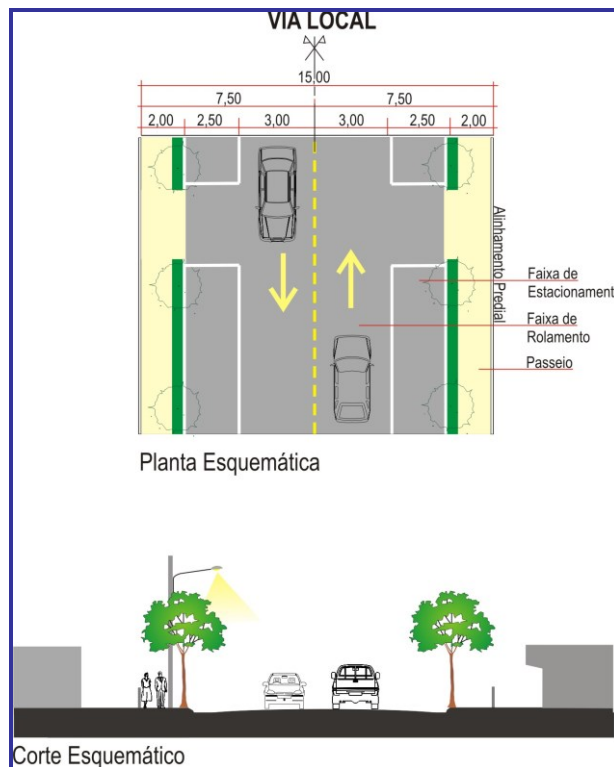 VIA LOCAL
15,00
7,50 7,50
2,00 2,50 3,00 3,00 2,50 2,00
Alinhamento Predial
Faixa de
Estacionament
Faixa de
Rolamento
Passeio
Planta Esquemática
Corte Esquemático